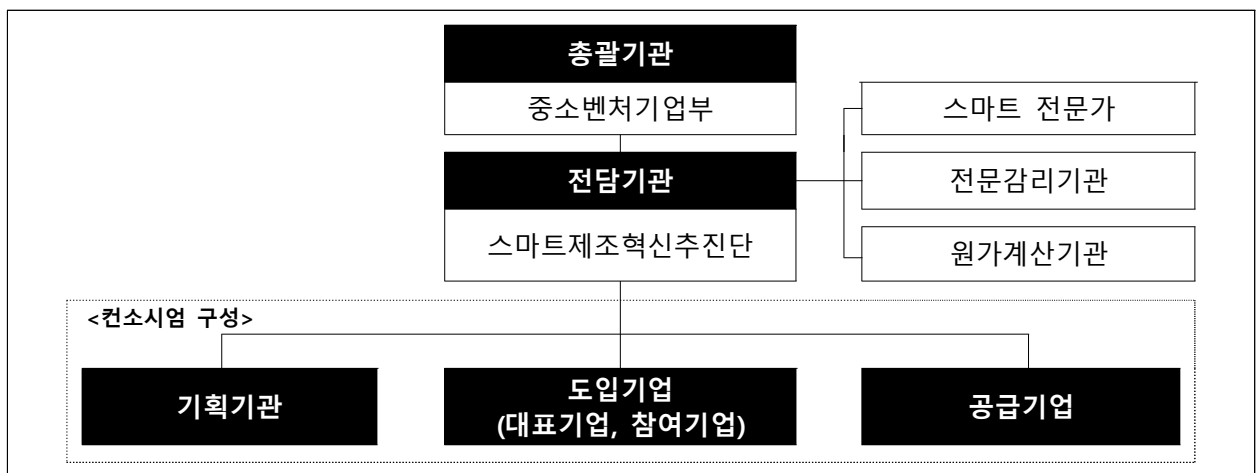 총괄기관
중소벤처기업부
스마트 전문가
전담기관
전문감리기관
스마트제조혁신추진단
원가계산기관
<컨소시엄 구성>
기획기관
도입기업
(대표기업, 참여기업)
공급기업